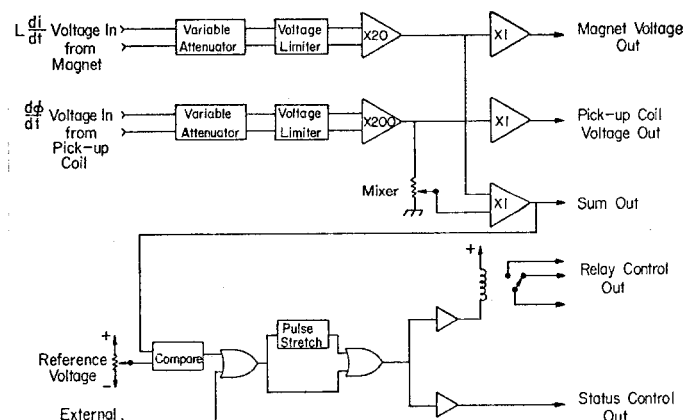 L di/dt Voltage In
from
Magnet
Variable
Attenuator
Voltage
Limiter
X20
X1
Magnet Voltage
Out
dϕ/dt Voltage In
from
Pick-up
Coil
Variable
Attenuator
Voltage
Limiter
X200
X1
Pick-up Coil
Voltage Out
Mixer
X1
Sum Out
+
Relay Control
Out
+
Reference
Voltage
−
Compare
Pulse
Stretch
External
Status Control
Out